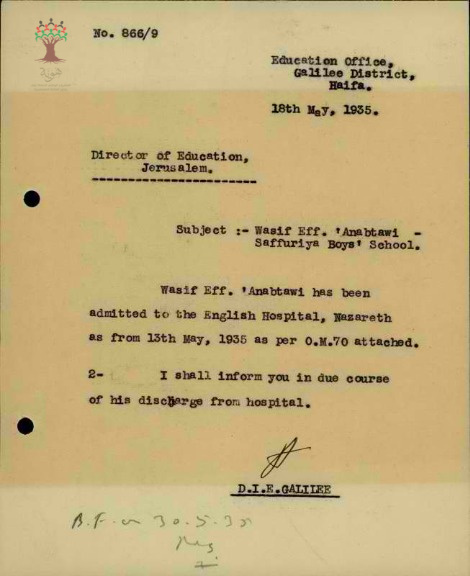 No. 866/9
Education Office,
Galilee District,
Haifa.
18th May, 1935.
Director of Education,
Jerusalem.
Subject :- Wasif Eff. 'Anabtawi -
Saffuriya Boys' School.
Wasif Eff. 'Anabtawi has been
admitted to the English Hospital, Nazareth
as from 13th May, 1935 as per O.M.70 attached.
2- I shall inform you in due course
of his discharge from hospital.
D.I.E.GALILEE
B.F. on 30.5.35